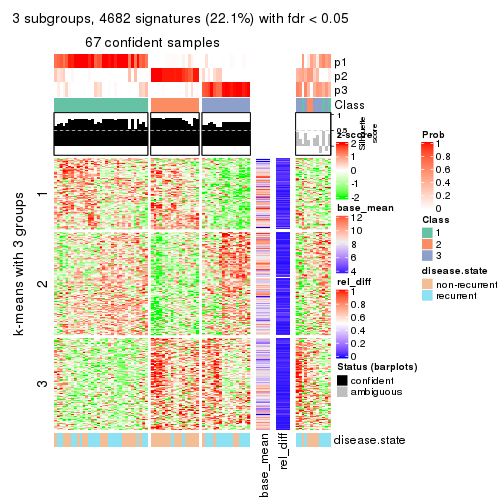 3 subgroups, 4682 signatures (22.1%) with fdr < 0.05
67 confident samples
p1
p2
p3
Class
1
0.5
0
Silhouette
score
k-means with 3 groups
1
2
3
z-score
2
1
0
-1
-2
base_mean
12
10
8
6
4
rel_diff
1
0.8
0.6
0.4
0.2
0
Status (barplots)
confident
ambiguous
Prob
1
0.8
0.6
0.4
0.2
0
Class
1
2
3
disease.state
non-recurrent
recurrent
disease.state
base_mean
rel_diff